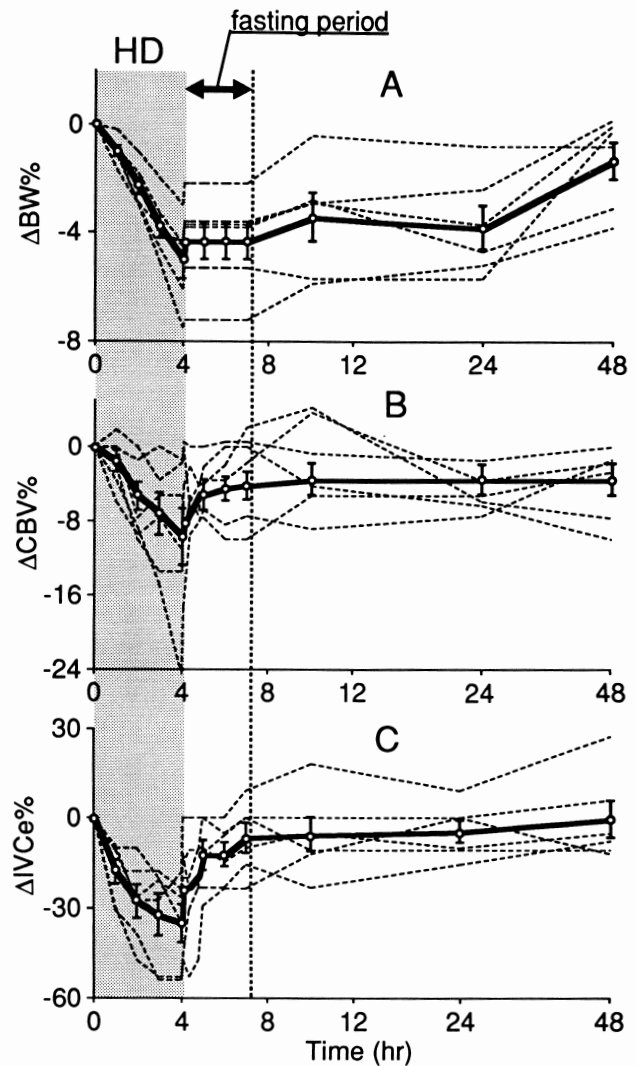 fasting period
HD
A
ΔBW%
0
-4
-8
0 4 8 12 24 48
B
ΔCBV%
0
-8
-16
-24
0 4 8 12 24 48
C
ΔIVCe%
30
0
-30
-60
0 4 8 12 24 48
Time (hr)